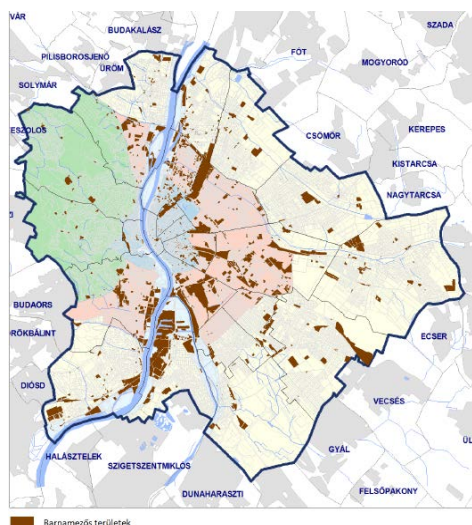 VÁR
BUDAKALÁSZ
SZADA
PILISBOROSJENŐ
FÓT
ÜRÖM
MOGYORÓD
SOLYMÁR
ESZÖLŐS
CSÖMÖR
KEREPES
KISTARCSA
NAGYTARCSA
BUDAÖRS
ÖRÖKBÁLINT
ECSER
DIÓSD
VECSÉS
HALÁSZTELEK
GYÁL
SZIGETSZENTMIKLÓS
DUNAHARASZTI
FELSŐPAKONY
Barnamezős területek